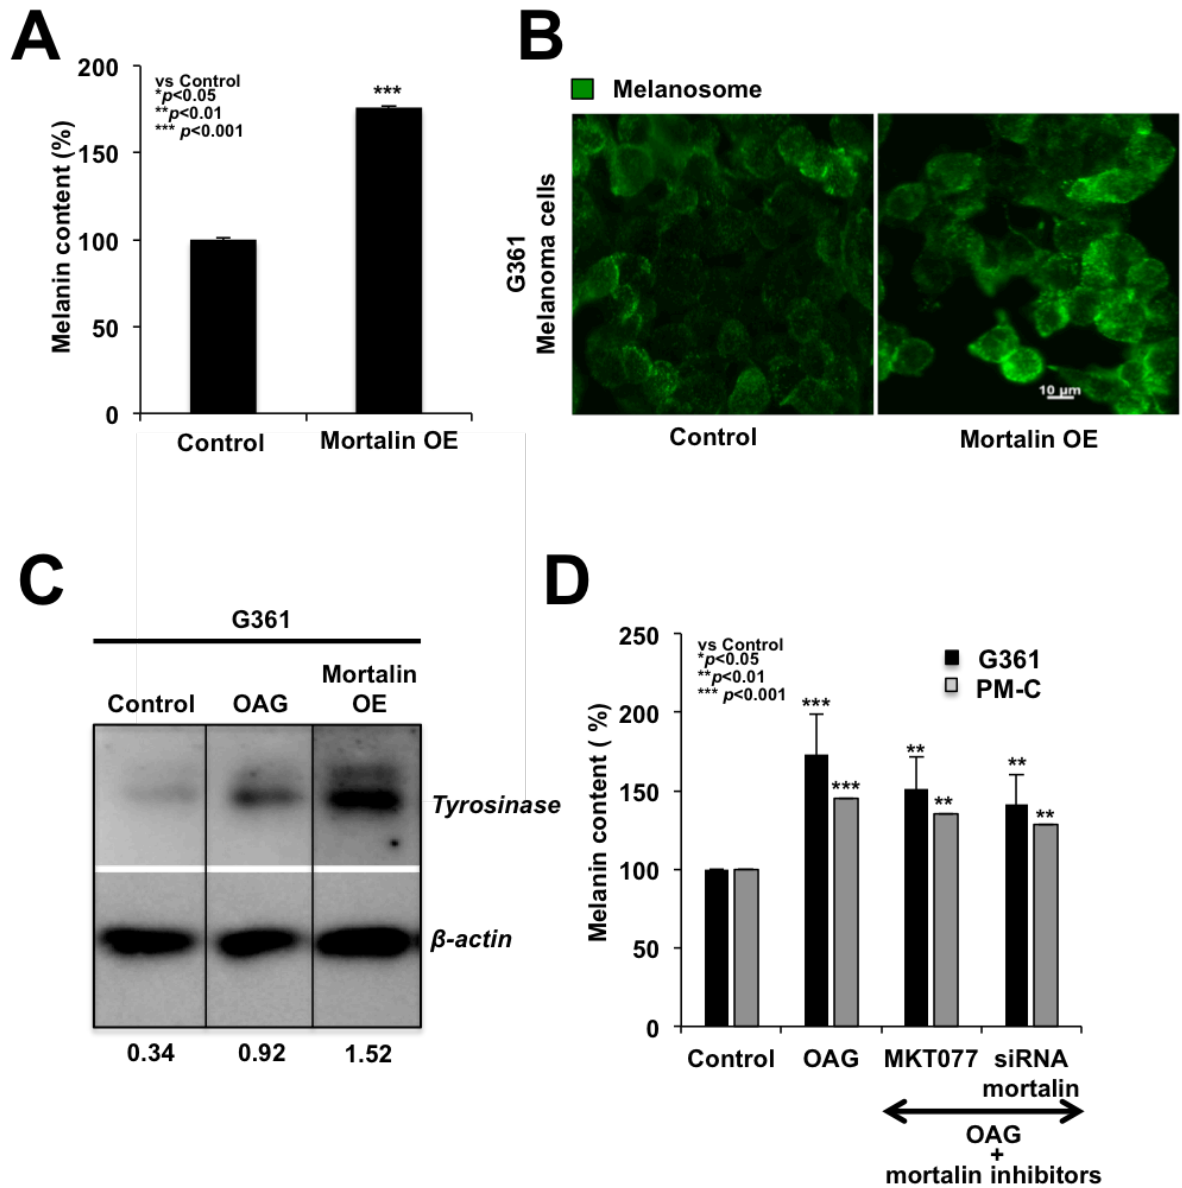 A
200
150
100
50
0
Melanin content (%)
vs Control
*p<0.05
**p<0.01
*** p<0.001
***
Control
Mortalin OE
B
Melanosome
G361
Melanoma cells
10 µm
Control
Mortalin OE
C
G361
Control
OAG
Mortalin
OE
Tyrosinase
β-actin
0.34
0.92
1.52
D
250
200
150
100
50
0
Melanin content ( %)
vs Control
*p<0.05
**p<0.01
*** p<0.001
G361
PM-C
***
***
**
**
**
**
Control
OAG
MKT077
siRNA
mortalin
OAG
+
mortalin inhibitors